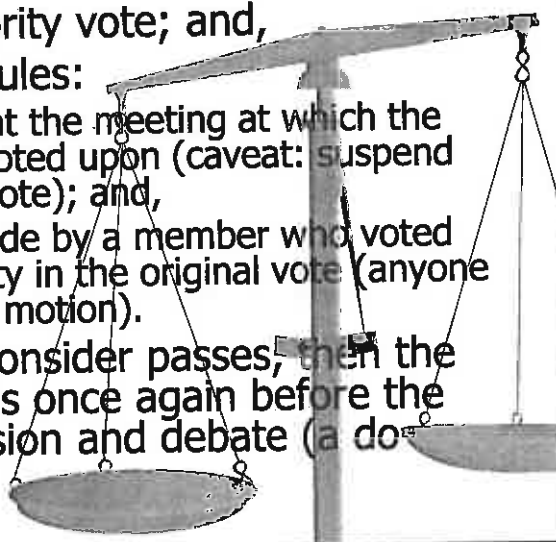 rity vote; and,
ules:
t the meeting at which the
oted upon (caveat: suspend
ote); and,
de by a member who voted
ty in the original vote (anyone
motion).
onsider passes, then the
s once again before the
sion and debate (a do